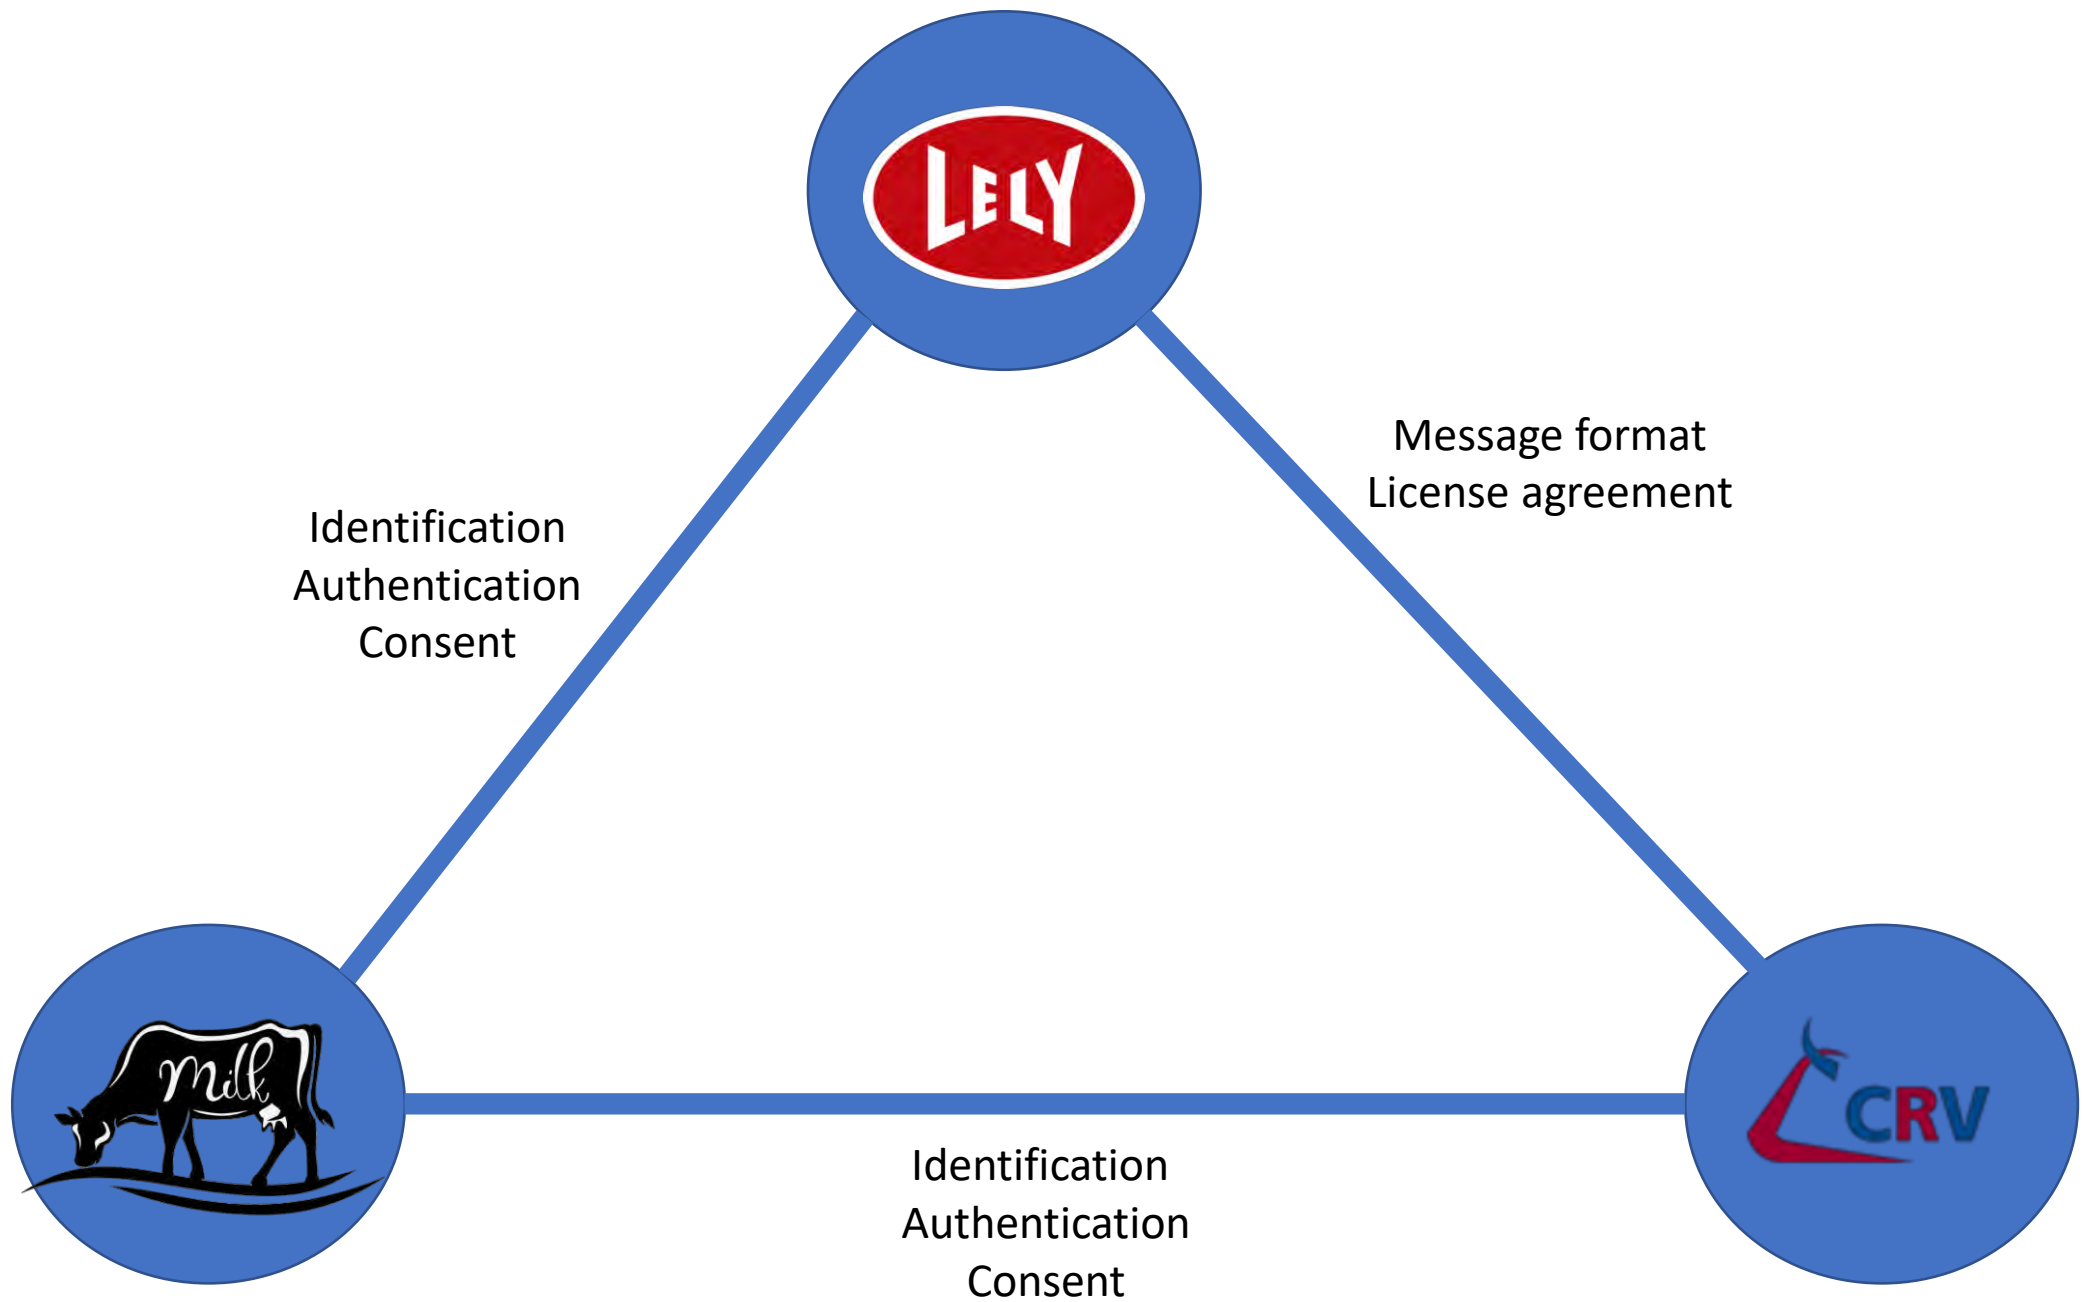 LELY
Message format
License agreement
Identification
Authentication
Consent
Milk
CRV
Identification
Authentication
Consent